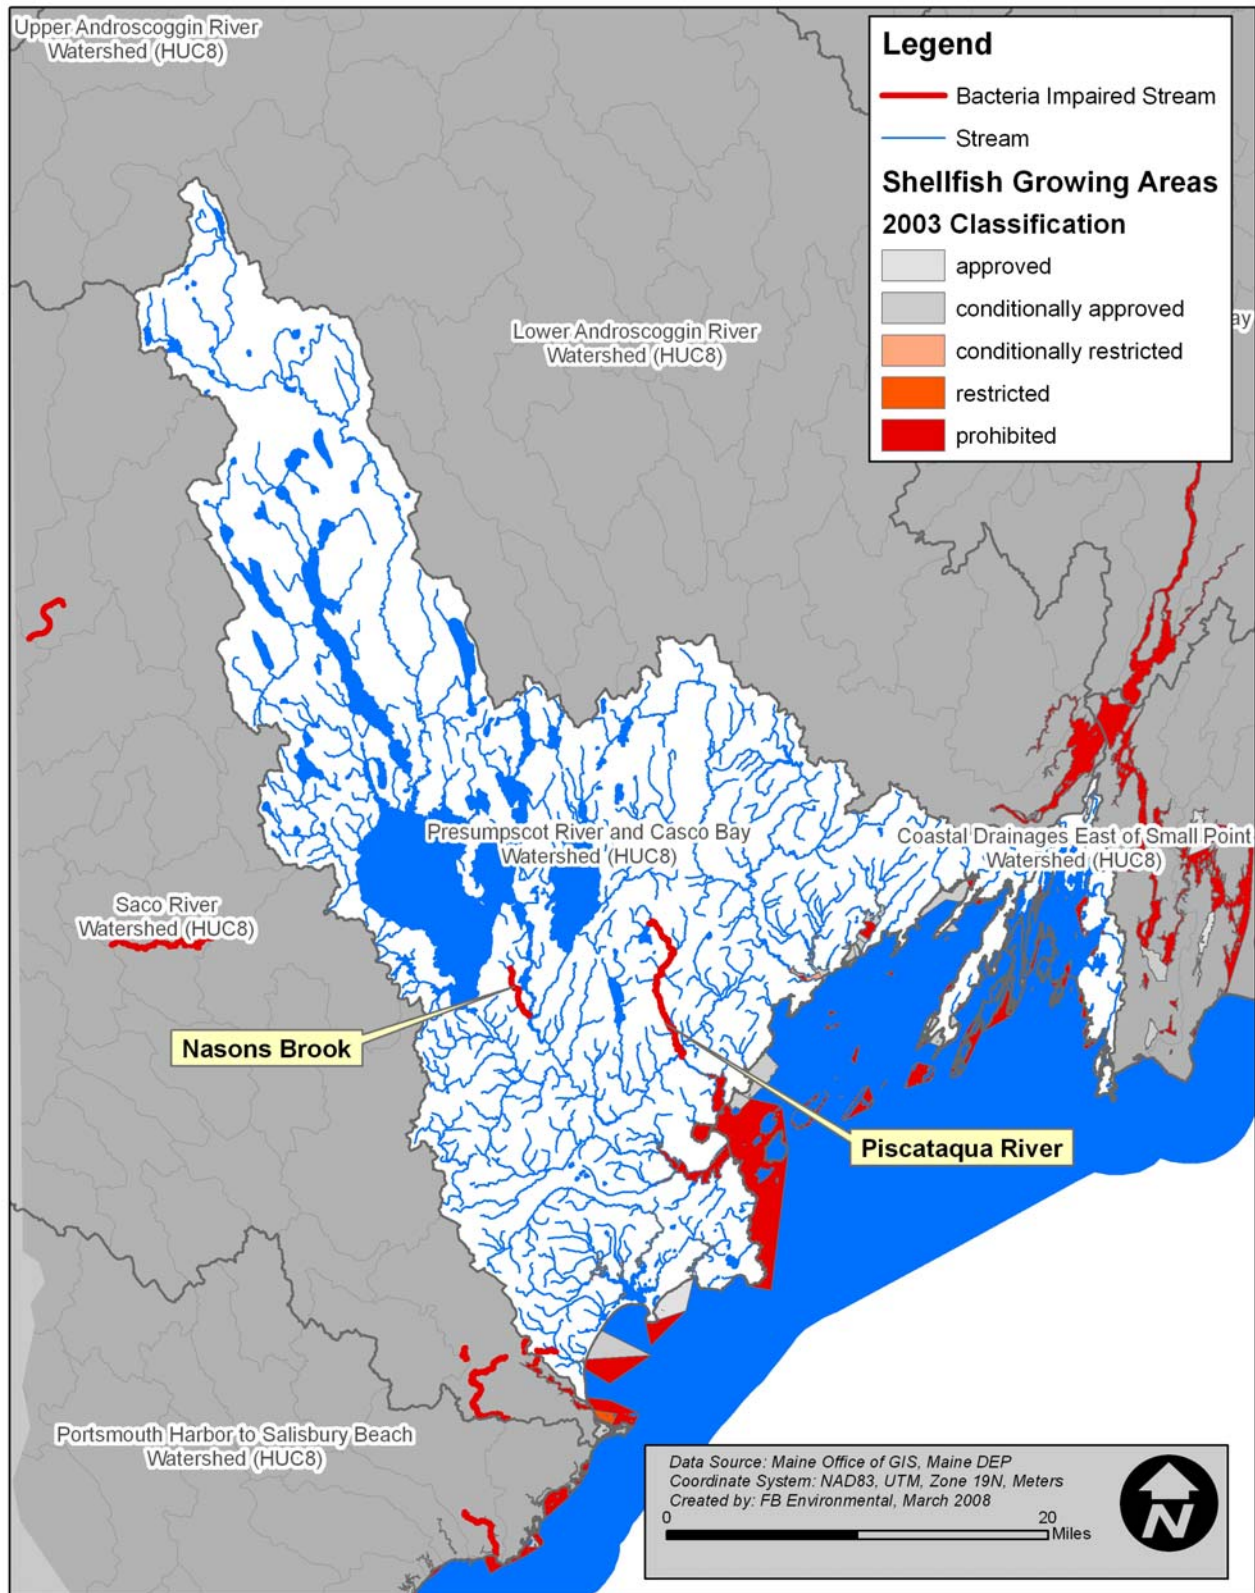 Upper Androscoggin River
Watershed (HUC8)
Legend
Bacteria Impaired Stream
Stream
Shellfish Growing Areas
2003 Classification
approved
conditionally approved
conditionally restricted
restricted
prohibited
Lower Androscoggin River
Watershed (HUC8)
ay
Presumpscot River and Casco Bay
Watershed (HUC8)
Coastal Drainages East of Small Point
Watershed (HUC8)
Saco River
Watershed (HUC8)
Nasons Brook
Piscataqua River
Portsmouth Harbor to Salisbury Beach
Watershed (HUC8)
Data Source: Maine Office of GIS, Maine DEP
Coordinate System: NAD83, UTM, Zone 19N, Meters
Created by: FB Environmental, March 2008
0 20
Miles
N